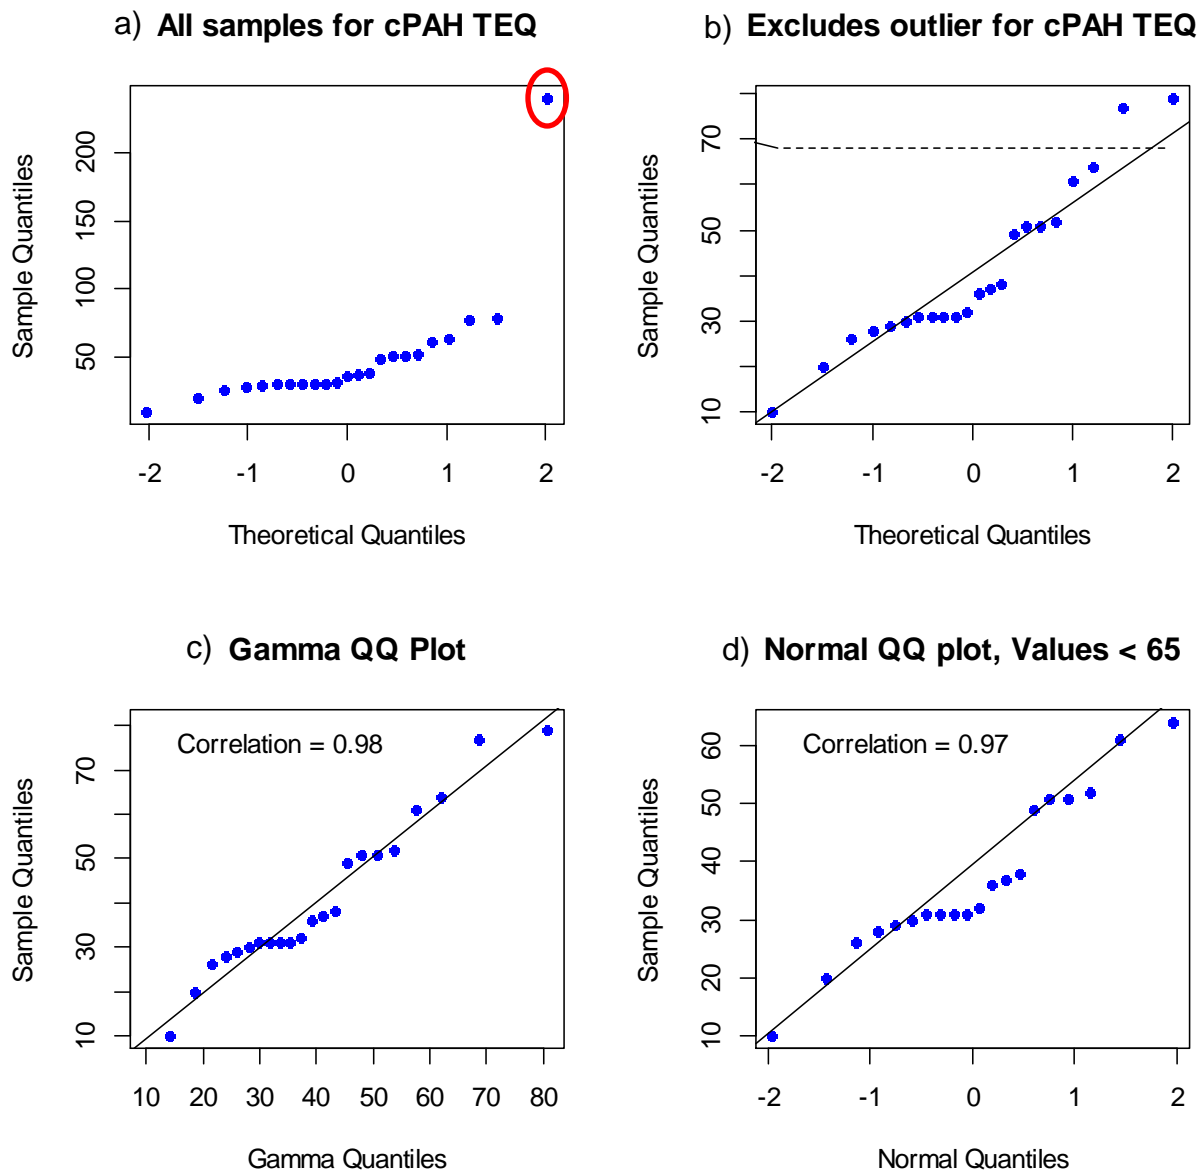 a) All samples for cPAH TEQ
Sample Quantiles
50
100
150
200
-2 -1 0 1 2
Theoretical Quantiles
b) Excludes outlier for cPAH TEQ
Sample Quantiles
10
30
50
70
-2 -1 0 1 2
Theoretical Quantiles
c) Gamma QQ Plot
Correlation = 0.98
Sample Quantiles
10
30
50
70
10 20 30 40 50 60 70 80
Gamma Quantiles
d) Normal QQ plot, Values < 65
Correlation = 0.97
Sample Quantiles
10
20
30
40
50
60
-2 -1 0 1 2
Normal Quantiles